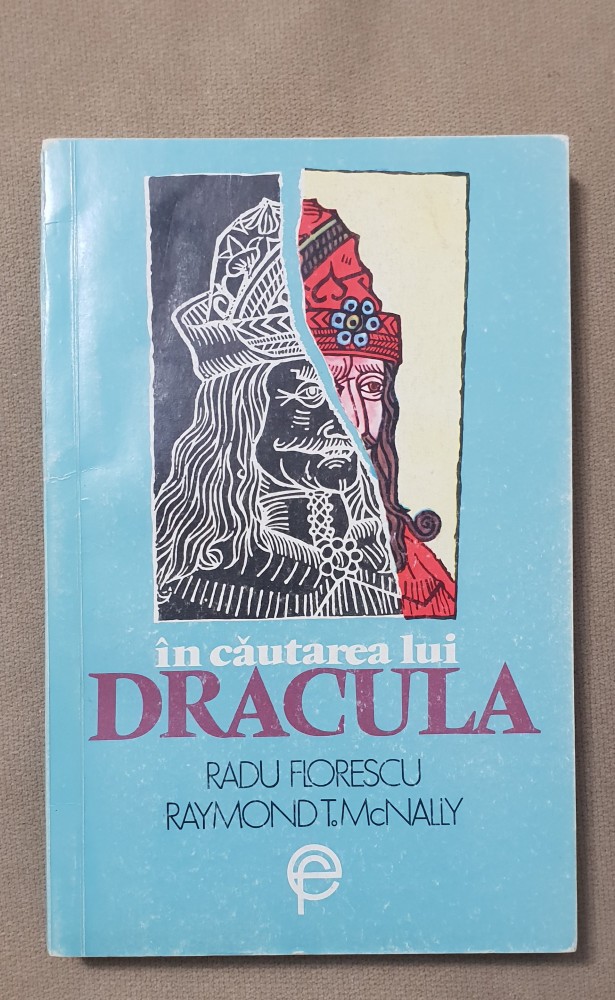 în căutarea lui
DRACULA
RADU FLORESCU
RAYMOND T. McNALLY